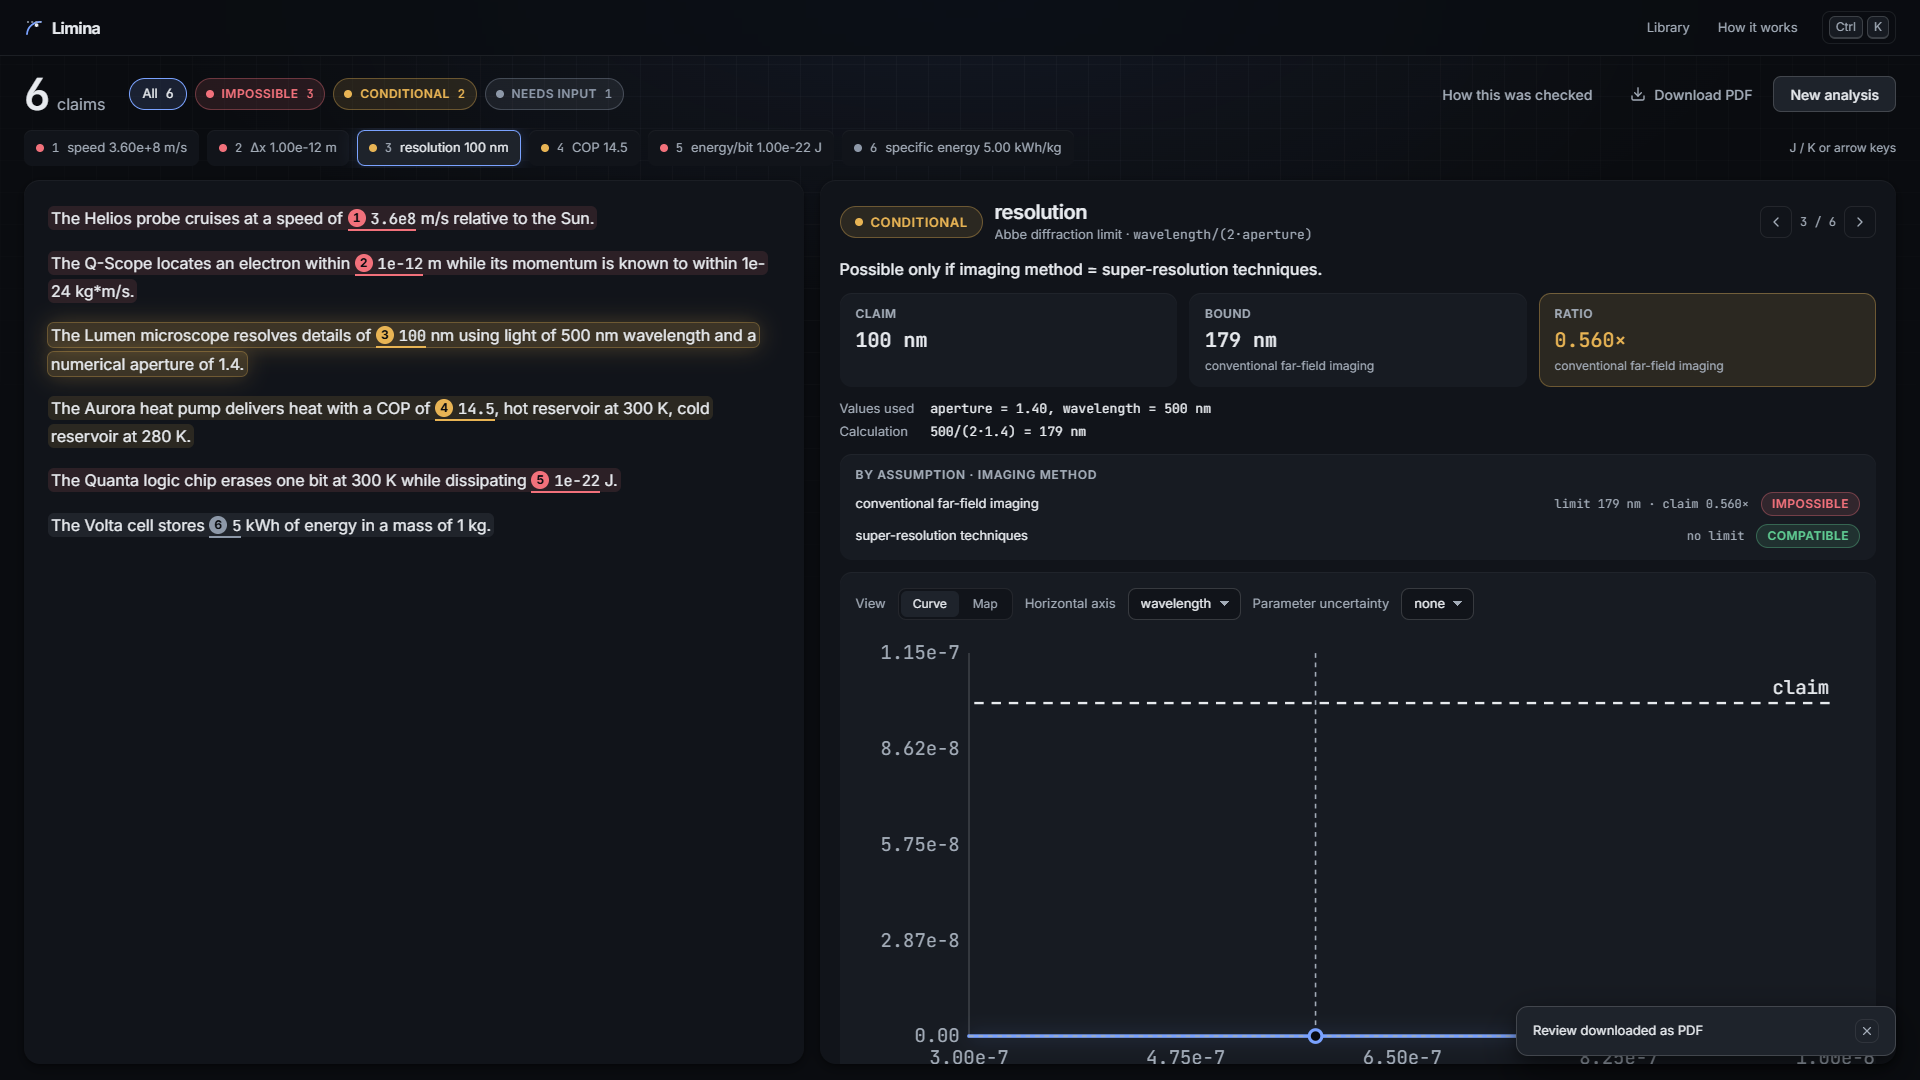 Limina
Library
How it works
Ctrl K
6 claims
All 6
IMPOSSIBLE 3
CONDITIONAL 2
NEEDS INPUT 1
How this was checked
Download PDF
New analysis
1 speed 3.60e+8 m/s
2 Δx 1.00e-12 m
3 resolution 100 nm
4 COP 14.5
5 energy/bit 1.00e-22 J
6 specific energy 5.00 kWh/kg
J / K or arrow keys
The Helios probe cruises at a speed of 1 3.6e8 m/s relative to the Sun.
The Q-Scope locates an electron within 2 1e-12 m while its momentum is known to within 1e-
24 kg*m/s.
The Lumen microscope resolves details of 3 100 nm using light of 500 nm wavelength and a
numerical aperture of 1.4.
The Aurora heat pump delivers heat with a COP of 4 14.5, hot reservoir at 300 K, cold
reservoir at 280 K.
The Quanta logic chip erases one bit at 300 K while dissipating 5 1e-22 J.
The Volta cell stores 6 5 kWh of energy in a mass of 1 kg.
CONDITIONAL
resolution
Abbe diffraction limit · wavelength/(2·aperture)
3 / 6
Possible only if imaging method = super-resolution techniques.
CLAIM
100 nm
BOUND
179 nm
conventional far-field imaging
RATIO
0.560×
conventional far-field imaging
Values used aperture = 1.40, wavelength = 500 nm
Calculation 500/(2·1.4) = 179 nm
BY ASSUMPTION · IMAGING METHOD
conventional far-field imaging limit 179 nm · claim 0.560× IMPOSSIBLE
super-resolution techniques no limit COMPATIBLE
View Curve Map Horizontal axis wavelength Parameter uncertainty none
1.15e-7
claim
8.62e-8
5.75e-8
2.87e-8
0.00
3.00e-7 4.75e-7 6.50e-7 8.25e-7 1.00e-6
Review downloaded as PDF